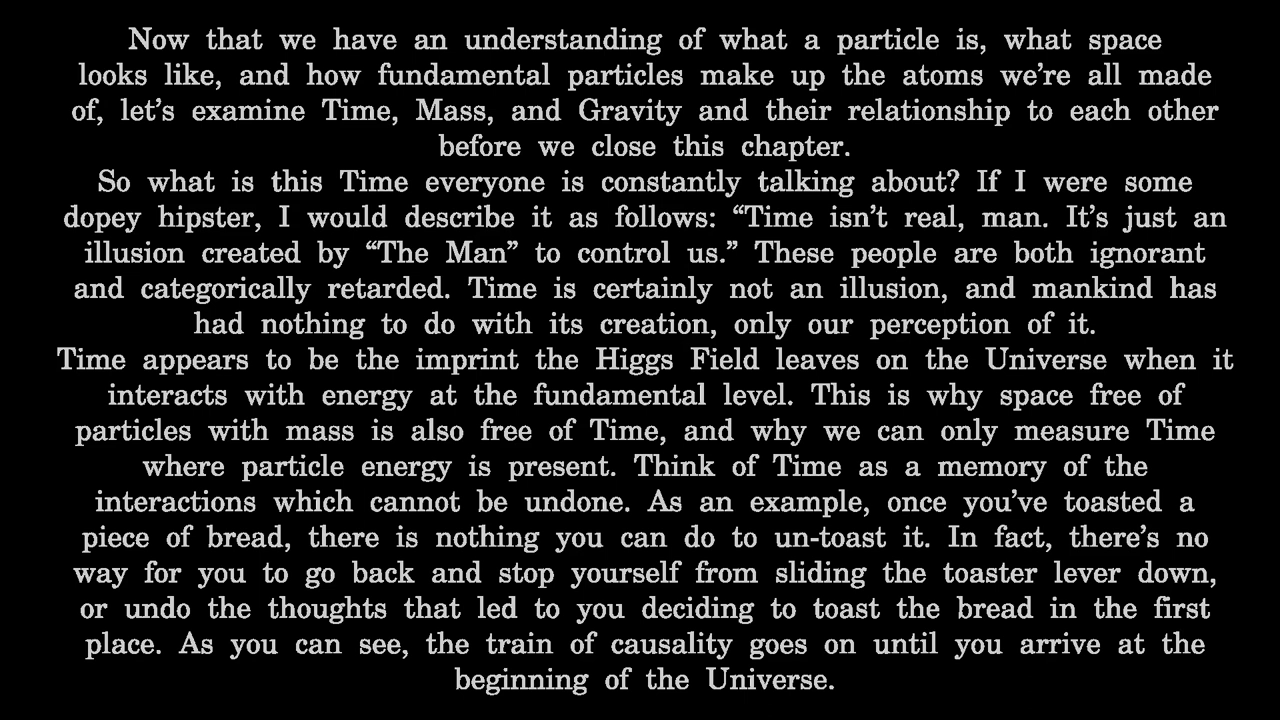 Now that we have an understanding of what a particle is, what space
looks like, and how fundamental particles make up the atoms we’re all made
of, let’s examine Time, Mass, and Gravity and their relationship to each other
before we close this chapter.
So what is this Time everyone is constantly talking about? If I were some
dopey hipster, I would describe it as follows: “Time isn’t real, man. It’s just an
illusion created by “The Man” to control us.” These people are both ignorant
and categorically retarded. Time is certainly not an illusion, and mankind has
had nothing to do with its creation, only our perception of it.
Time appears to be the imprint the Higgs Field leaves on the Universe when it
interacts with energy at the fundamental level. This is why space free of
particles with mass is also free of Time, and why we can only measure Time
where particle energy is present. Think of Time as a memory of the
interactions which cannot be undone. As an example, once you’ve toasted a
piece of bread, there is nothing you can do to un-toast it. In fact, there’s no
way for you to go back and stop yourself from sliding the toaster lever down,
or undo the thoughts that led to you deciding to toast the bread in the first
place. As you can see, the train of causality goes on until you arrive at the
beginning of the Universe.